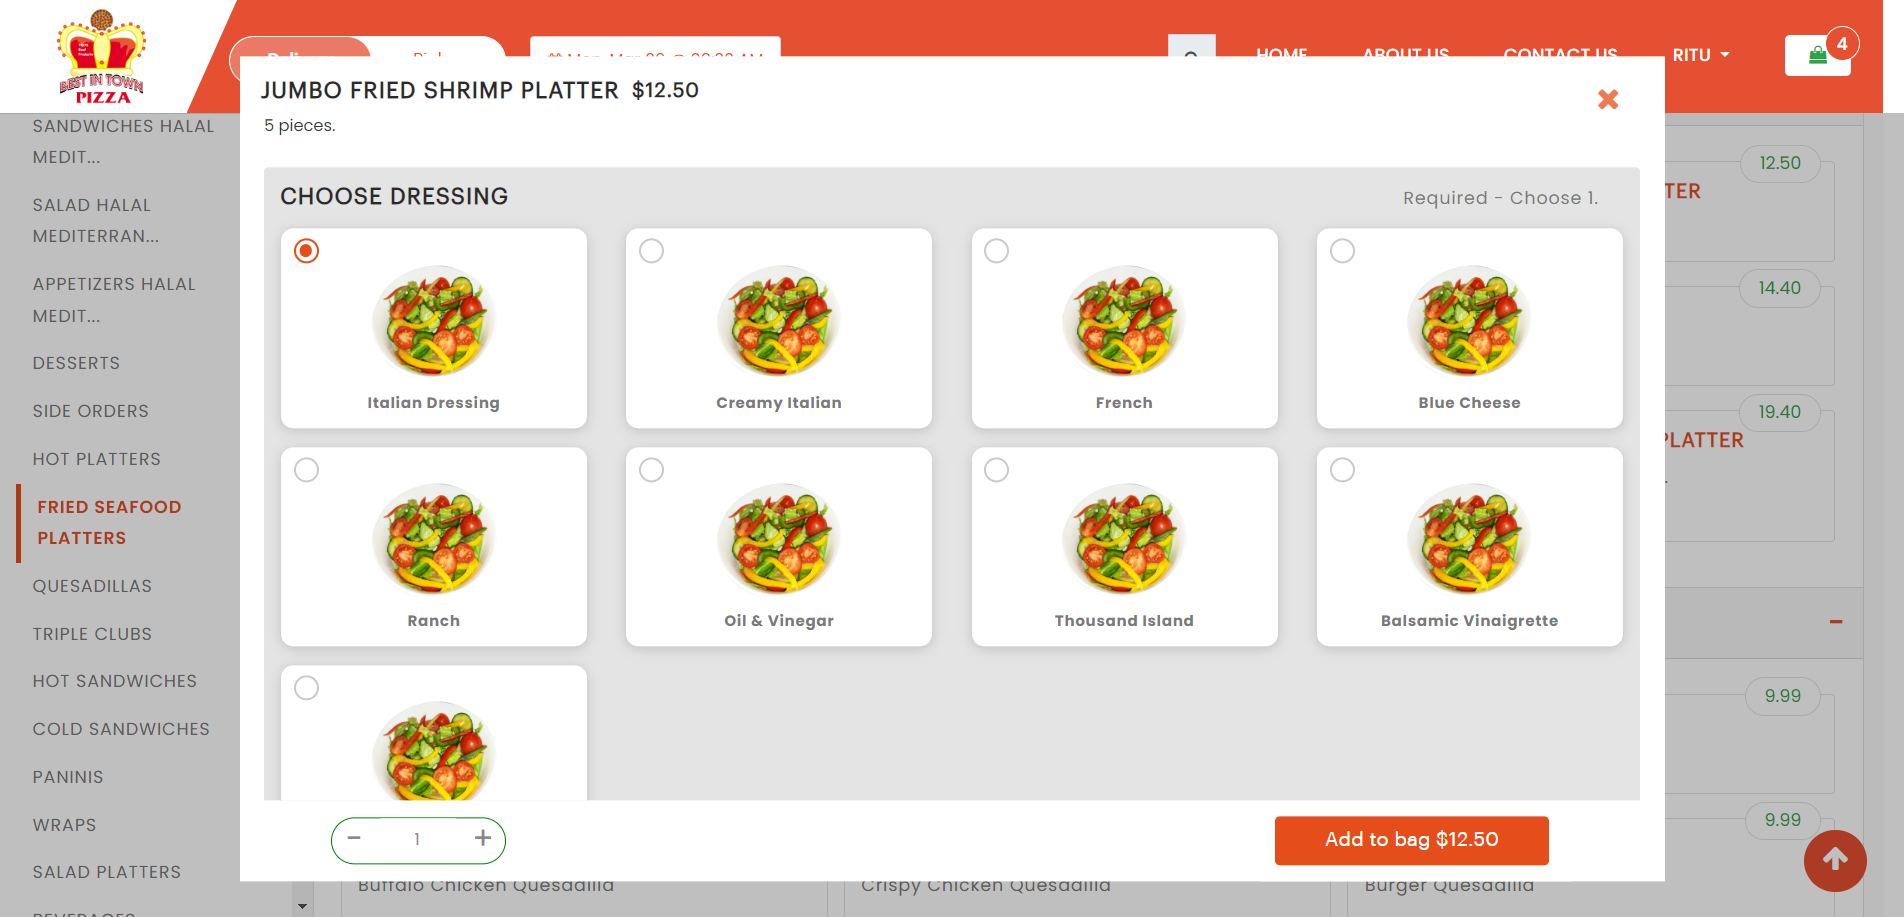 BEST IN TOWN
PIZZA
HOME
ABOUT US
CONTACT US
RITU
4
JUMBO FRIED SHRIMP PLATTER $12.50
5 pieces.
CHOOSE DRESSING
Required - Choose 1.
Italian Dressing
Creamy Italian
French
Blue Cheese
Ranch
Oil & Vinegar
Thousand Island
Balsamic Vinaigrette
1
Add to bag $12.50
SANDWICHES HALAL
MEDIT...
SALAD HALAL
MEDITERRAN...
APPETIZERS HALAL
MEDIT...
DESSERTS
SIDE ORDERS
HOT PLATTERS
FRIED SEAFOOD
PLATTERS
QUESADILLAS
TRIPLE CLUBS
HOT SANDWICHES
COLD SANDWICHES
PANINIS
WRAPS
SALAD PLATTERS
BEVERAGES
12.50
TER
14.40
19.40
PLATTER
9.99
9.99
Buffalo Chicken Quesadilla
Crispy Chicken Quesadilla
Burger Quesadilla